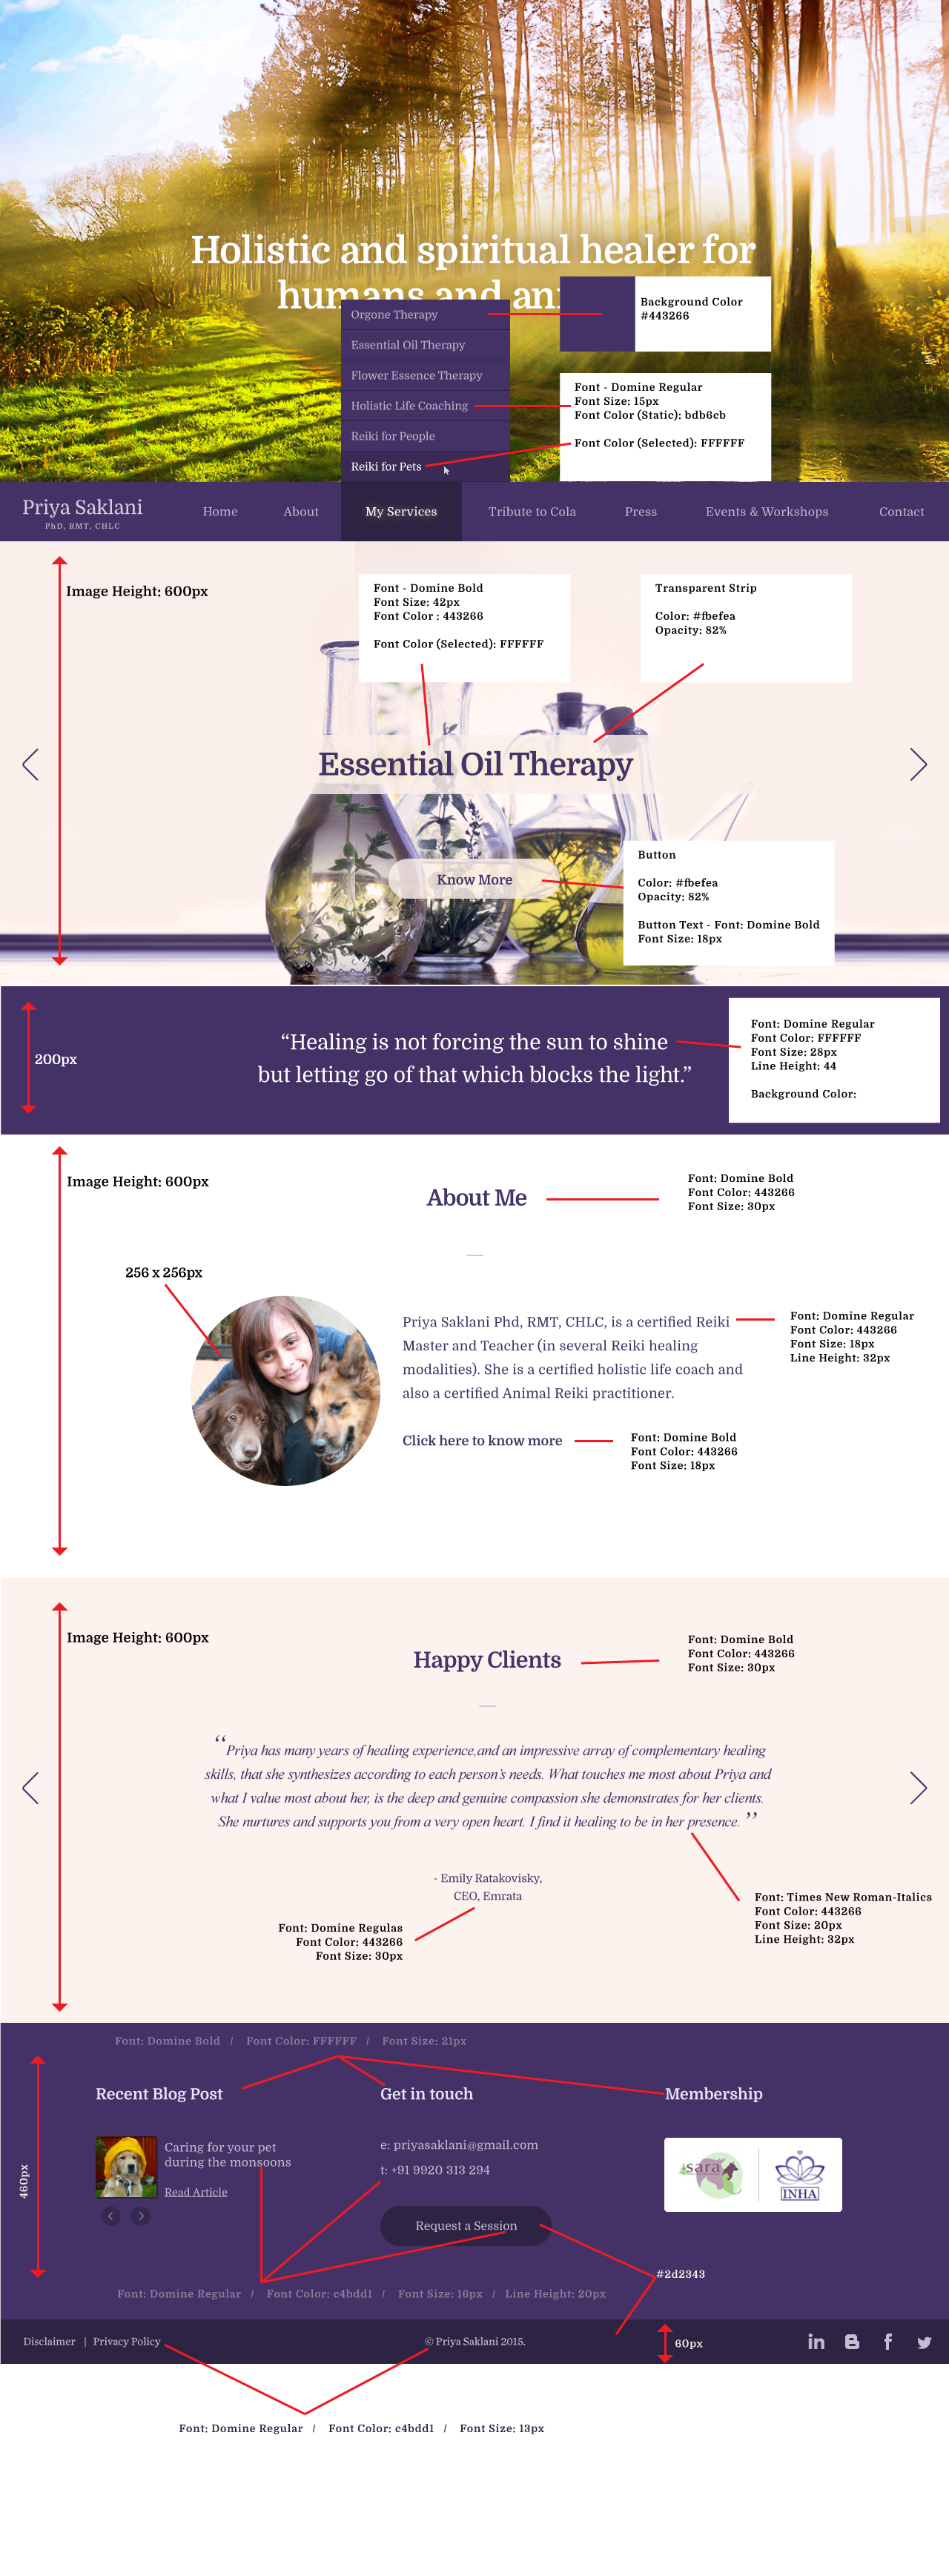 Holistic and spiritual healer for
humans and an
Background Color
#443266
Orgone Therapy
Essential Oil Therapy
Flower Essence Therapy
Holistic Life Coaching
Reiki for People
Reiki for Pets
Font - Domine Regular
Font Size: 15px
Font Color (Static): bdb6cb
Font Color (Selected): FFFFFF
Priya Saklani
PhD, RMT, CHLC
Home
About
My Services
Tribute to Cola
Press
Events & Workshops
Contact
Image Height: 600px
Font - Domine Bold
Font Size: 42px
Font Color : 443266
Font Color (Selected): FFFFFF
Transparent Strip
Color: #fbefea
Opacity: 82%
Essential Oil Therapy
Know More
Button
Color: #fbefea
Opacity: 82%
Button Text - Font: Domine Bold
Font Size: 18px
200px
“Healing is not forcing the sun to shine
but letting go of that which blocks the light.”
Font: Domine Regular
Font Color: FFFFFF
Font Size: 28px
Line Height: 44
Background Color:
Image Height: 600px
About Me
Font: Domine Bold
Font Color: 443266
Font Size: 30px
256 x 256px
Priya Saklani Phd, RMT, CHLC, is a certified Reiki
Master and Teacher (in several Reiki healing
modalities). She is a certified holistic life coach and
also a certified Animal Reiki practitioner.
Font: Domine Regular
Font Color: 443266
Font Size: 18px
Line Height: 32px
Click here to know more
Font: Domine Bold
Font Color: 443266
Font Size: 18px
Image Height: 600px
Happy Clients
Font: Domine Bold
Font Color: 443266
Font Size: 30px
“Priya has many years of healing experience,and an impressive array of complementary healing
skills, that she synthesizes according to each person's needs. What touches me most about Priya and
what I value most about her, is the deep and genuine compassion she demonstrates for her clients.
She nurtures and supports you from a very open heart. I find it healing to be in her presence. ”
- Emily Ratakovisky,
CEO, Emrata
Font: Domine Regulas
Font Color: 443266
Font Size: 30px
Font: Times New Roman-Italics
Font Color: 443266
Font Size: 20px
Line Height: 32px
Font: Domine Bold / Font Color: FFFFFF / Font Size: 21px
460px
Recent Blog Post
Caring for your pet
during the monsoons
Read Article
Get in touch
e: priyasaklani@gmail.com
t: +91 9920 313 294
Request a Session
Membership
sara
INHA
#2d2343
Font: Domine Regular / Font Color: c4bdd1 / Font Size: 16px / Line Height: 20px
Disclaimer | Privacy Policy
© Priya Saklani 2015.
60px
in B f
Font: Domine Regular / Font Color: c4bdd1 / Font Size: 13px